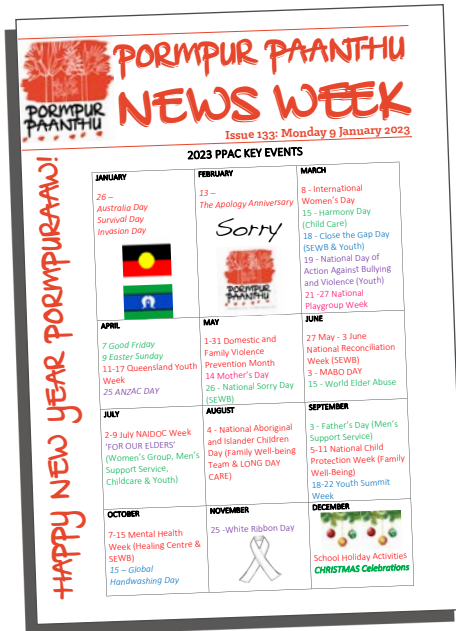 PORMPUR PAANTHU
NEWS WEEK
PORMPUR
PAANTHU
Issue 133: Monday 9 January 2023
HAPPY NEW YEAR PORMPURAAW!
2023 PPAC KEY EVENTS
JANUARY
26 –
Australia Day
Survival Day
Invasion Day
FEBRUARY
13 –
The Apology Anniversary
Sorry
PORMPUR
PAANTHU
MARCH
8 - International
Women's Day
15 - Harmony Day
(Child Care)
18 - Close the Gap Day
(SEWB & Youth)
19 - National Day of
Action Against Bullying
and Violence (Youth)
21 -27 National
Playgroup Week
APRIL
7 Good Friday
9 Easter Sunday
11-17 Queensland Youth
Week
25 ANZAC DAY
MAY
1-31 Domestic and
Family Violence
Prevention Month
14 Mother's Day
26 - National Sorry Day
(SEWB)
JUNE
27 May - 3 June
National Reconciliation
Week (SEWB)
3 - MABO DAY
15 - World Elder Abuse
JULY
2-9 July NAIDOC Week
'FOR OUR ELDERS'
(Women's Group, Men's
Support Service,
Childcare & Youth)
AUGUST
4 - National Aboriginal
and Islander Children
Day (Family Well-being
Team & LONG DAY
CARE)
SEPTEMBER
3 - Father's Day (Men's
Support Service)
5-11 National Child
Protection Week (Family
Well-Being)
18-22 Youth Summit
Week
OCTOBER
7-15 Mental Health
Week (Healing Centre &
SEWB)
15 – Global
Handwashing Day
NOVEMBER
25 -White Ribbon Day
DECEMBER
School Holiday Activities
CHRISTMAS Celebrations